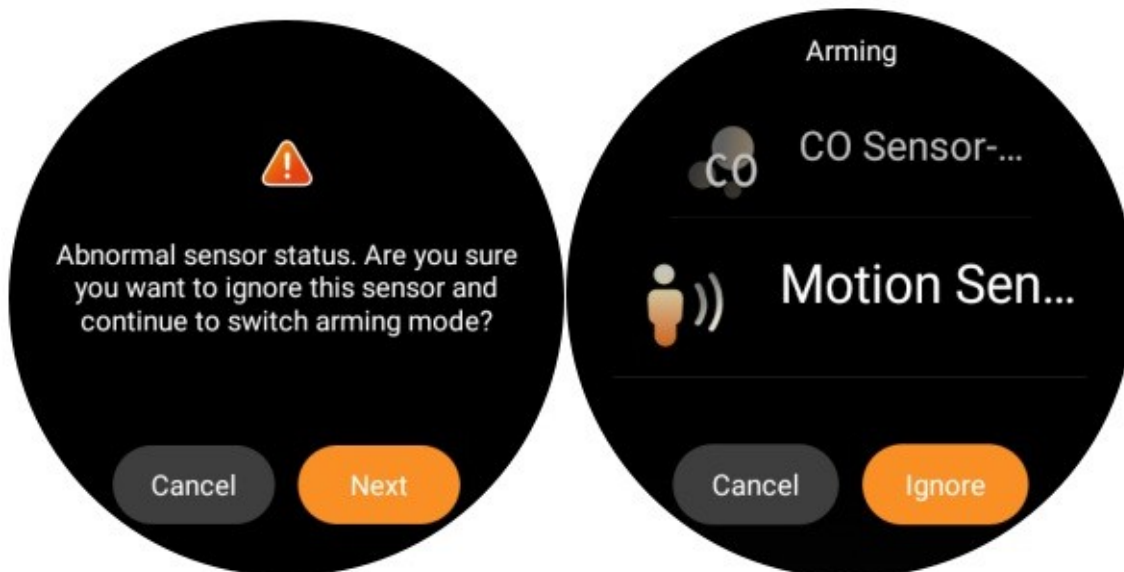 Abnormal sensor status. Are you sure
you want to ignore this sensor and
continue to switch arming mode?
Cancel
Next
Arming
CO
CO Sensor-...
Motion Sen...
Cancel
Ignore